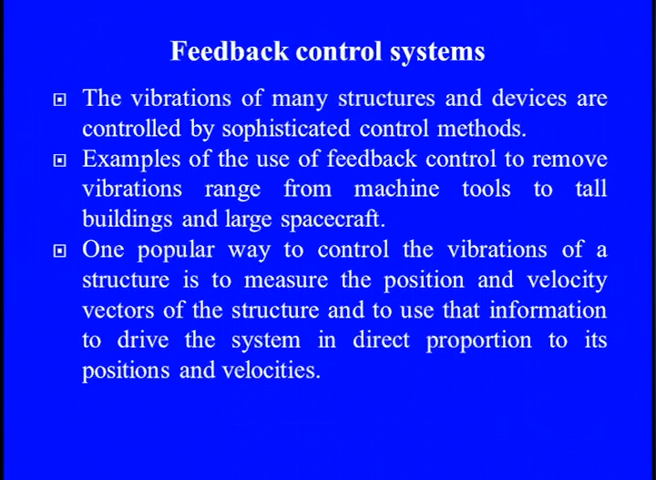 Feedback control systems
The vibrations of many structures and devices are
controlled by sophisticated control methods.
Examples of the use of feedback control to remove
vibrations range from machine tools to tall
buildings and large spacecraft.
One popular way to control the vibrations of a
structure is to measure the position and velocity
vectors of the structure and to use that information
to drive the system in direct proportion to its
positions and velocities.